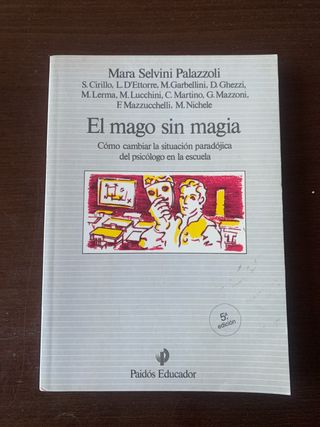 Mara Selvini Palazzoli
S. Cirillo, L. D'Ettorre, M. Garbellini, D. Ghezzi,
M. Lerma, M. Lucchini, C. Martino, G. Mazzoni,
F. Mazzucchelli, M. Nichele
El mago sin magia
Cómo cambiar la situación paradójica
del psicólogo en la escuela
5ª
edición
Paidós Educador